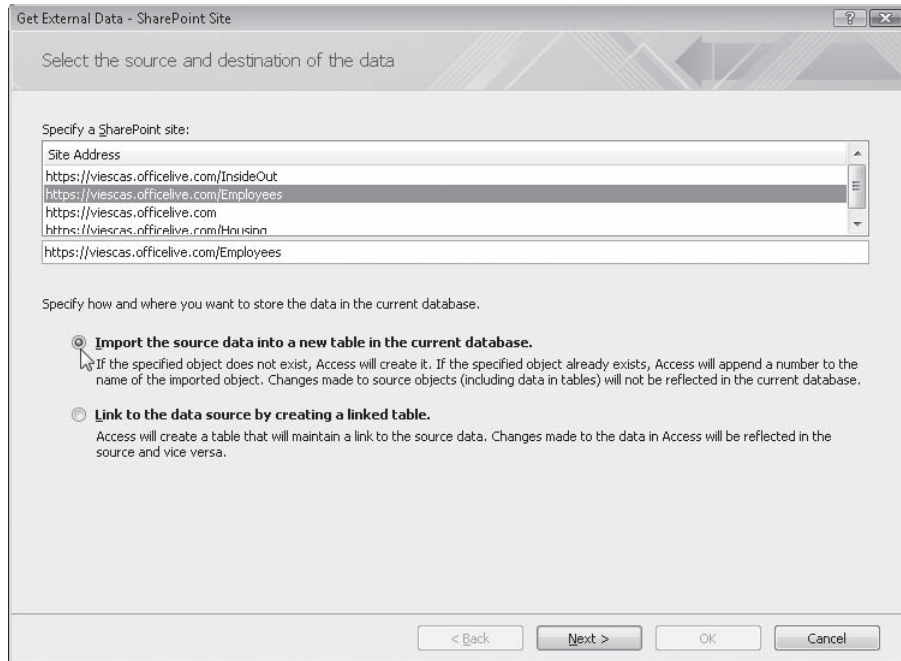 Get External Data - SharePoint Site
Select the source and destination of the data
Specify a SharePoint site:
Site Address
https://viescas.officelive.com/InsideOut
https://viescas.officelive.com/Employees
https://viescas.officelive.com
https://viescas.officelive.com/Housing
https://viescas.officelive.com/Employees
Specify how and where you want to store the data in the current database.
Import the source data into a new table in the current database.
If the specified object does not exist, Access will create it. If the specified object already exists, Access will append a number to the
name of the imported object. Changes made to source objects (including data in tables) will not be reflected in the current database.
Link to the data source by creating a linked table.
Access will create a table that will maintain a link to the source data. Changes made to the data in Access will be reflected in the
source and vice versa.
< Back
Next >
OK
Cancel